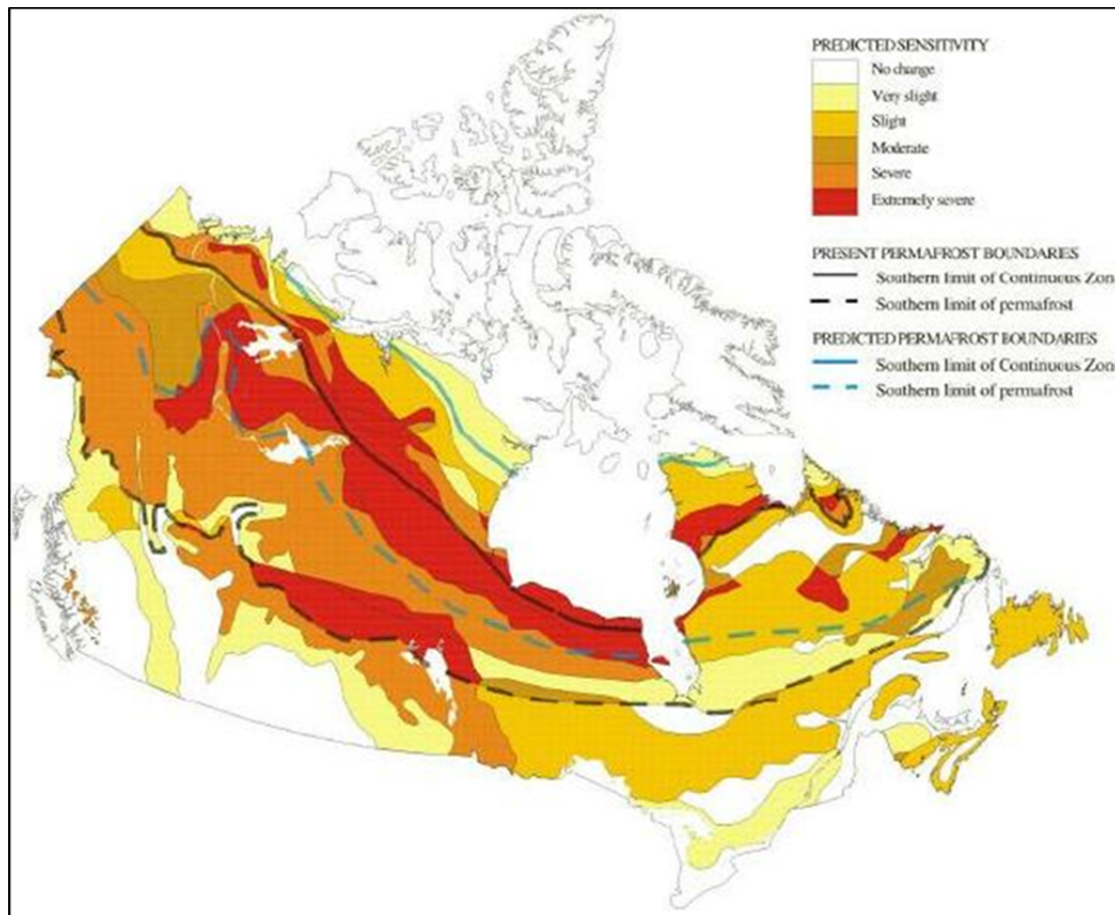 PREDICTED SENSITIVITY
No change
Very slight
Slight
Moderate
Severe
Extremely severe
PRESENT PERMAFROST BOUNDARIES
Southern limit of Continuous Zon
Southern limit of permafrost
PREDICTED PERMAFROST BOUNDARIES
Southern limit of Continuous Zon
Southern limit of permafrost